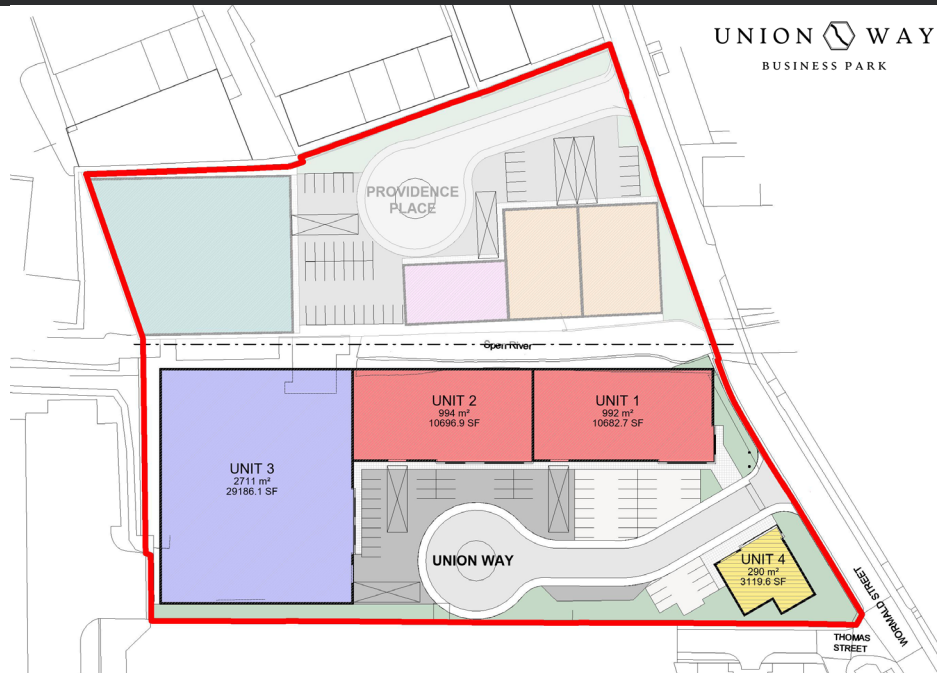 UNION WAY
BUSINESS PARK
PROVIDENCE
PLACE
Spen River
UNIT 2
994 m²
10696.9 SF
UNIT 1
992 m²
10682.7 SF
UNIT 3
2711 m²
29186.1 SF
UNION WAY
UNIT 4
290 m²
3119.6 SF
WORMALD STREET
THOMAS
STREET